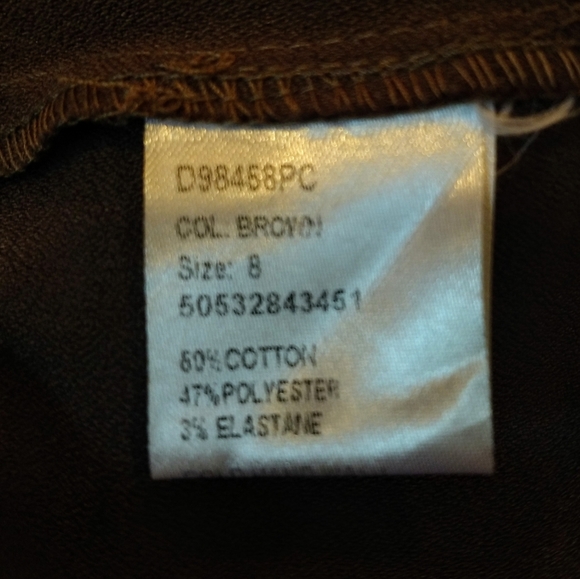 D98458PC
COL. BROWN
Size: 8
50532843451
50%COTTON
47%POLYESTER
3% ELASTANE